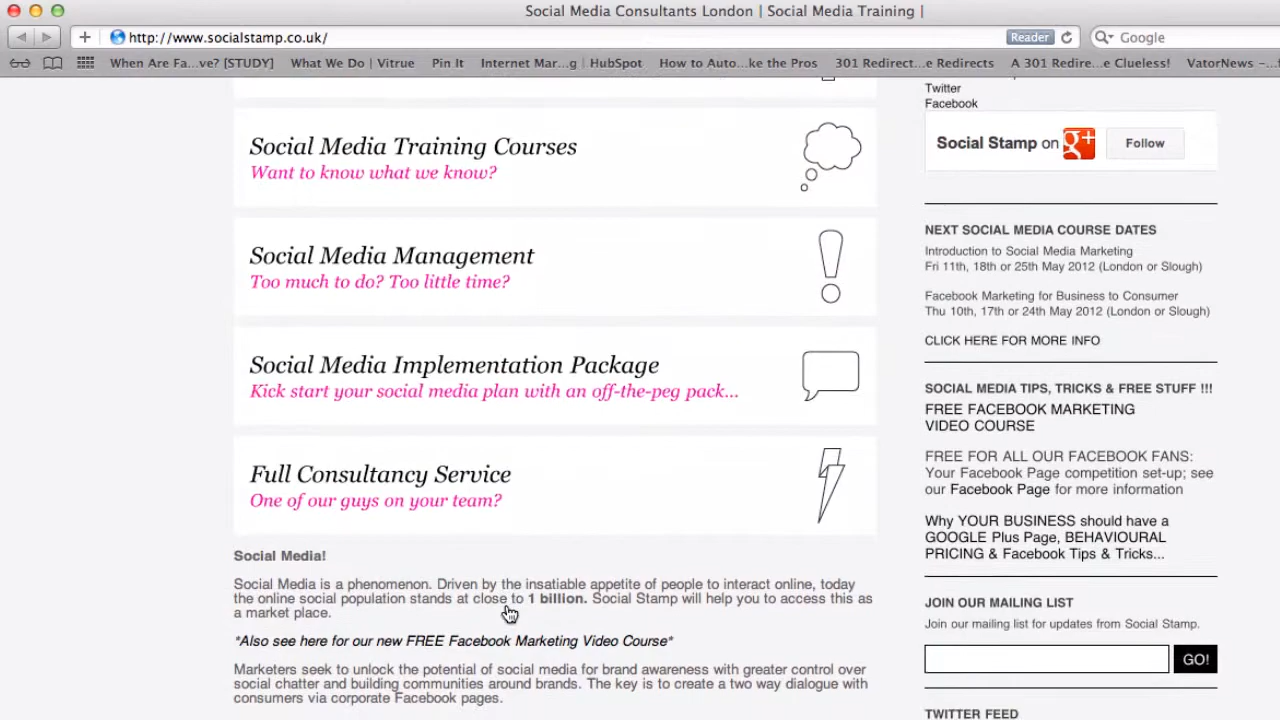 Social Media Consultants London | Social Media Training |
http://www.socialstamp.co.uk/
Reader
Google
When Are Fa...ve? [STUDY] What We Do | Vitrue Pin It Internet Mar...g | HubSpot How to Auto...ke the Pros 301 Redirect...e Redirects A 301 Redire...e Clueless! VatorNews -...
Social Media Training Courses
Want to know what we know?
Social Media Management
Too much to do? Too little time?
Social Media Implementation Package
Kick start your social media plan with an off-the-peg pack...
Full Consultancy Service
One of our guys on your team?
Social Media!
Social Media is a phenomenon. Driven by the insatiable appetite of people to interact online, today
the online social population stands at close to 1 billion. Social Stamp will help you to access this as
a market place.
*Also see here for our new FREE Facebook Marketing Video Course*
Marketers seek to unlock the potential of social media for brand awareness with greater control over
social chatter and building communities around brands. The key is to create a two way dialogue with
consumers via corporate Facebook pages.
Twitter
Facebook
Social Stamp on g+ Follow
NEXT SOCIAL MEDIA COURSE DATES
Introduction to Social Media Marketing
Fri 11th, 18th or 25th May 2012 (London or Slough)
Facebook Marketing for Business to Consumer
Thu 10th, 17th or 24th May 2012 (London or Slough)
CLICK HERE FOR MORE INFO
SOCIAL MEDIA TIPS, TRICKS & FREE STUFF !!!
FREE FACEBOOK MARKETING
VIDEO COURSE
FREE FOR ALL OUR FACEBOOK FANS:
Your Facebook Page competition set-up; see
our Facebook Page for more information
Why YOUR BUSINESS should have a
GOOGLE Plus Page, BEHAVIOURAL
PRICING & Facebook Tips & Tricks...
JOIN OUR MAILING LIST
Join our mailing list for updates from Social Stamp.
GO!
TWITTER FEED